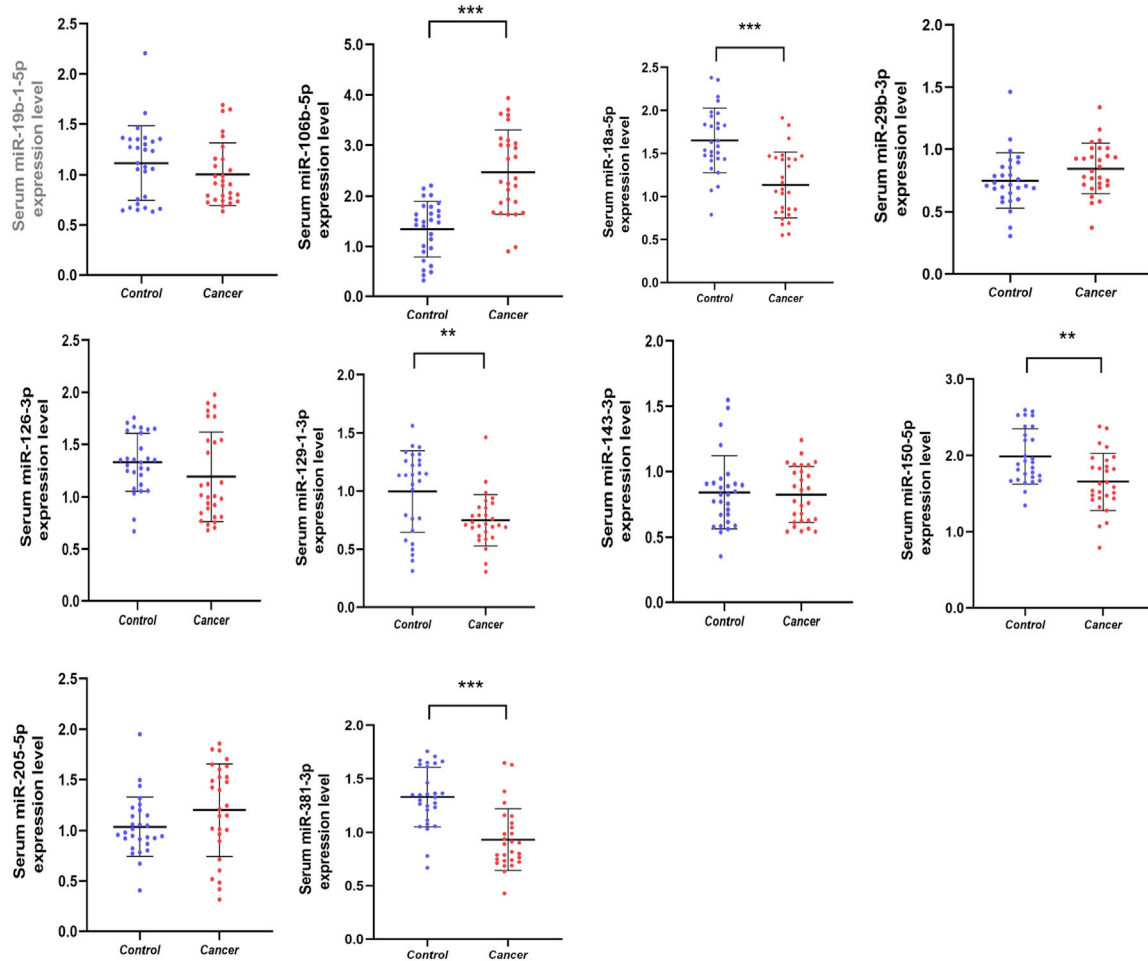 Serum miR-19b-1-5p
expression level
2.5
2.0
1.5
1.0
0.5
0.0
Control Cancer
Serum miR-106b-5p
expression level
***
5.0
4.0
3.0
2.0
1.0
0.0
Control Cancer
Serum miR-18a-5p
expression level
***
2.5
2.0
1.5
1.0
0.5
0.0
Control Cancer
Serum miR-29b-3p
expression level
2.0
1.5
1.0
0.5
0.0
Control Cancer
Serum miR-126-3p
expression level
2.5
2.0
1.5
1.0
0.5
0.0
Control Cancer
Serum miR-129-1-3p
expression level
**
2.0
1.5
1.0
0.5
0.0
Control Cancer
Serum miR-143-3p
expression level
2.0
1.5
1.0
0.5
0.0
Control Cancer
Serum miR-150-5p
expression level
**
3.0
2.0
1.0
0.0
Control Cancer
Serum miR-205-5p
expression level
2.5
2.0
1.5
1.0
0.5
0.0
Control Cancer
Serum miR-381-3p
expression level
***
2.0
1.5
1.0
0.5
0.0
Control Cancer